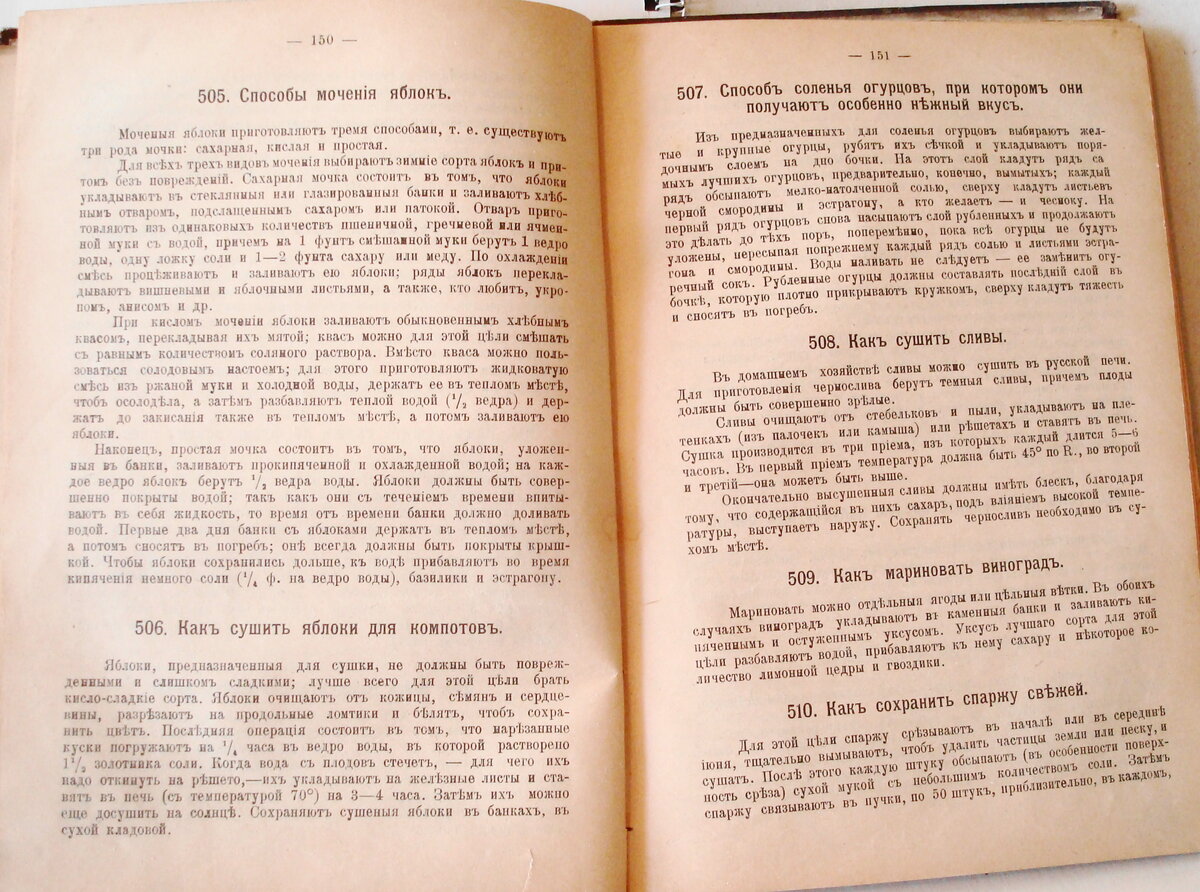 — 150 —
505. Способы моченія яблокъ.
Моченыя яблоки приготовляютъ тремя способами, т. е. существуютъ
три рода мочки: сахарная, кислая и простая.
Для всѣхъ трехъ видовъ моченія выбираютъ зимніе сорта яблокъ и при-
томъ безъ поврежденій. Сахарная мочка состоитъ въ томъ, что яблоки
укладываютъ въ стеклянныя или глазированныя банки и заливаютъ хлѣб-
нымъ отваромъ, подслащеннымъ сахаромъ или патокой. Отваръ приго-
товляютъ изъ одинаковыхъ количествъ пшеничной, гречневой или ячмен-
ной муки съ водой, причемъ на 1 фунтъ смѣшанной муки берутъ 1 ведро
воды, одну ложку соли и 1—2 фунта сахару или меду. По охлажденіи
смѣсь процѣживаютъ и заливаютъ ею яблоки; ряды яблокъ перекла-
дываютъ вишневыми и яблочными листьями, а также, кто любитъ, укро-
помъ, анисомъ и др.
При кисломъ моченіи яблоки заливаютъ обыкновеннымъ хлѣбнымъ
квасомъ, перекладывая ихъ мятой; квасъ можно для этой цѣли смѣшать
съ равнымъ количествомъ соляного раствора. Вмѣсто кваса можно поль-
зоваться солодовымъ настоемъ; для этого приготовляютъ жидковатую
смѣсь изъ ржаной муки и холодной воды, держатъ ее въ тепломъ мѣстѣ,
чтобъ осолодѣла, а затѣмъ разбавляютъ теплой водой (1/2 ведра) и дер-
жатъ до закисанія также въ тепломъ мѣстѣ, а потомъ заливаютъ ею
яблоки.
Наконецъ, простая мочка состоитъ въ томъ, что яблоки, уложен-
ныя въ банки, заливаютъ прокипяченной и охлажденной водой; на каж-
дое ведро яблокъ берутъ 1/2 ведра воды. Яблоки должны быть совер-
шенно покрыты водой; такъ какъ они съ теченіемъ времени впиты-
ваютъ въ себя жидкость, то время отъ времени банки должно доливать
водой. Первые два дня банки съ яблоками держатъ въ тепломъ мѣстѣ,
а потомъ сносятъ въ погребъ; онѣ всегда должны быть покрыты крыш-
кой. Чтобы яблоки сохранились дольше, къ водѣ прибавляютъ во время
кипяченія немного соли (1/4 ф. на ведро воды), базилики и эстрагону.
506. Какъ сушить яблоки для компотовъ.
Яблоки, предназначенныя для сушки, не должны быть повреж-
денными и слишкомъ сладкими; лучше всего для этой цѣли брать
кисло-сладкіе сорта. Яблоки очищаютъ отъ кожицы, сѣмянъ и сердце-
вины, разрѣзаютъ на продольные ломтики и бѣлятъ, чтобъ сохра-
нить цвѣтъ. Послѣдняя операція состоитъ въ томъ, что нарѣзанные
куски погружаютъ на 1/4 часа въ ведро воды, въ которой растворено
1 1/2 золотника соли. Когда вода съ плодовъ стечетъ, — для чего ихъ
надо откинуть на рѣшето,—ихъ укладываютъ на желѣзные листы и ста-
вятъ въ печь (съ температурой 70°) на 3—4 часа. Затѣмъ ихъ можно
еще досушить на солнцѣ. Сохраняютъ сушеныя яблоки въ банкахъ, въ
сухой кладовой.
— 151 —
507. Способъ соленья огурцовъ, при которомъ они
получаютъ особенно нѣжный вкусъ.
Изъ предназначенныхъ для соленья огурцовъ выбираютъ жел-
тые и крупные огурцы, рубятъ ихъ сѣчкой и укладываютъ поря-
дочнымъ слоемъ на дно бочки. На этотъ слой кладутъ рядъ са
мыхъ лучшихъ огурцовъ, предварительно, конечно, вымытыхъ; каждый
рядъ обсыпаютъ мелко-натолченной солью, сверху кладутъ листьевъ
черной смородины и эстрагону, а кто желаетъ — и чесноку. На
первый рядъ огурцовъ снова насыпаютъ слой рубленныхъ и продолжаютъ
это дѣлать до тѣхъ поръ, поперемѣнно, пока всѣ огурцы не будутъ
уложены, пересыпая попрежнему каждый рядъ солью и листьями эстра-
гона и смородины. Воды наливать не слѣдуетъ — ее замѣнитъ огу-
речный сокъ. Рубленные огурцы должны составлять послѣдній слой въ
бочкѣ, которую плотно прикрываютъ кружкомъ, сверху кладутъ тяжесть
и сносятъ въ погребъ.
508. Какъ сушить сливы.
Въ домашнемъ хозяйствѣ сливы можно сушить въ русской печи.
Для приготовленія чернослива берутъ темныя сливы, причемъ плоды
должны быть совершенно зрѣлые.
Сливы очищаютъ отъ стебельковъ и пыли, укладываютъ на пле-
тенкахъ (изъ палочекъ или камыша) или рѣшетахъ и ставятъ въ печь.
Сушка производится въ три пріема, изъ которыхъ каждый длится 5—6
часовъ. Въ первый пріемъ температура должна быть 45° по R., во второй
и третій—она можетъ быть выше.
Окончательно высушенныя сливы должны имѣть блескъ, благодаря
тому, что содержащійся въ нихъ сахаръ, подъ вліяніемъ высокой темпе-
ратуры, выступаетъ наружу. Сохранять черносливъ необходимо въ су-
хомъ мѣстѣ.
509. Какъ мариновать виноградъ.
Мариновать можно отдѣльныя ягоды или цѣльныя вѣтки. Въ обоихъ
случаяхъ виноградъ укладываютъ въ каменныя банки и заливаютъ ки-
пяченнымъ и остуженнымъ уксусомъ. Уксусъ лучшаго сорта для этой
цѣли разбавляютъ водой, прибавляютъ къ нему сахару и нѣкоторое ко-
личество лимонной цедры и гвоздики.
510. Какъ сохранить спаржу свѣжей.
Для этой цѣли спаржу срѣзываютъ въ началѣ или въ серединѣ
іюня, тщательно вымываютъ, чтобъ удалить частицы земли или песку, и
сушатъ. Послѣ этого каждую штуку обсыпаютъ (въ особенности поверх-
ность срѣза) сухой мукой съ небольшимъ количествомъ соли. Затѣмъ
спаржу связываютъ въ пучки, по 50 штукъ, приблизительно, въ каждомъ,